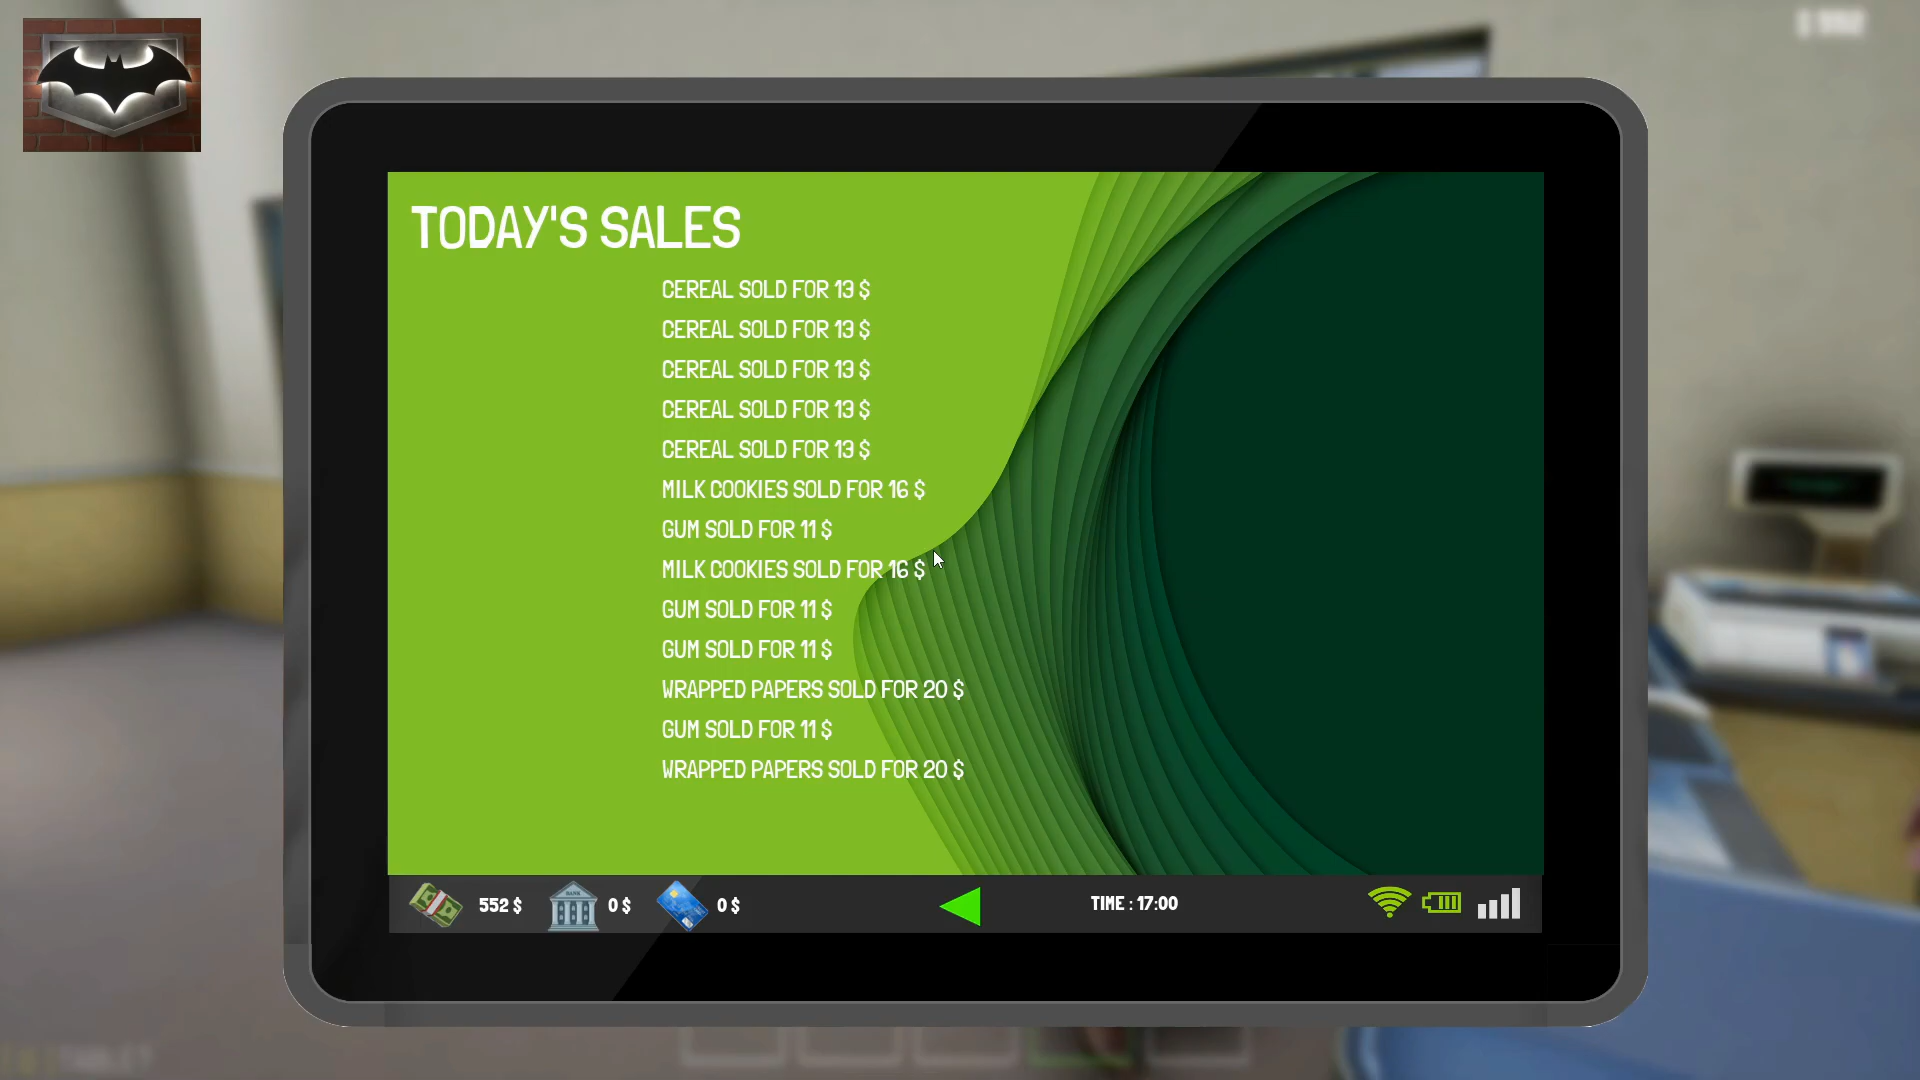 TODAY'S SALES
CEREAL SOLD FOR 13 $
CEREAL SOLD FOR 13 $
CEREAL SOLD FOR 13 $
CEREAL SOLD FOR 13 $
CEREAL SOLD FOR 13 $
MILK COOKIES SOLD FOR 16 $
GUM SOLD FOR 11 $
MILK COOKIES SOLD FOR 16 $
GUM SOLD FOR 11 $
GUM SOLD FOR 11 $
WRAPPED PAPERS SOLD FOR 20 $
GUM SOLD FOR 11 $
WRAPPED PAPERS SOLD FOR 20 $
552 $ BANK 0 $ 0 $ TIME : 17:00